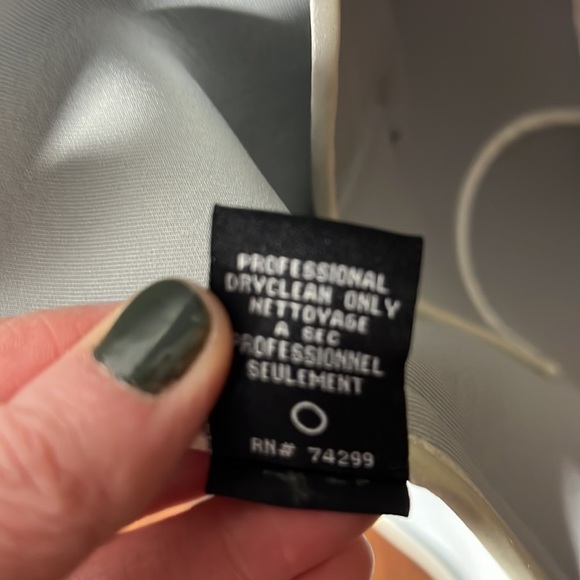 PROFESSIONAL
DRYCLEAN ONLY
NETTOYAGE
A SEC
PROFESSIONNEL
SEULEMENT
RN# 74299